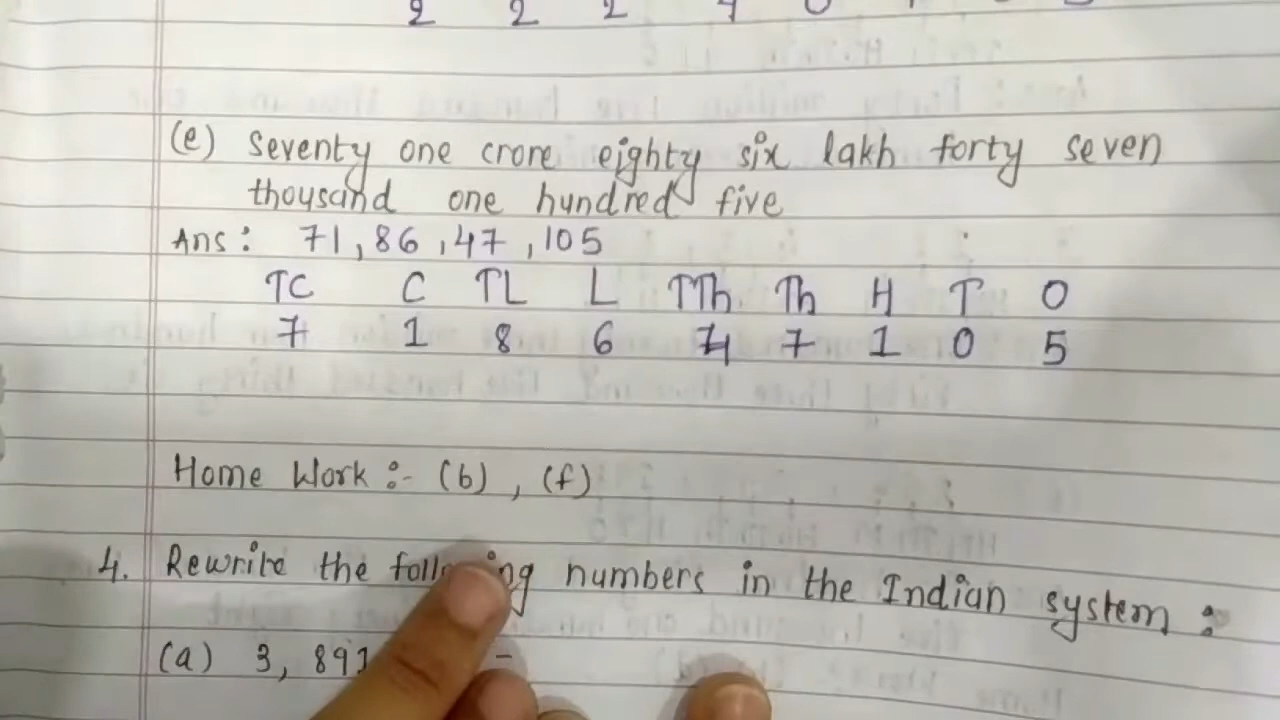 (e) Seventy one crore eighty six lakh forty seven
thousand one hundred five
Ans: 71,86,47,105
TC C TL L TTh Th H T O
7 1 8 6 4 7 1 0 5
Home Work :- (b), (f)
4. Rewrite the numbers in the Indian system :
(a) 3, 891 -